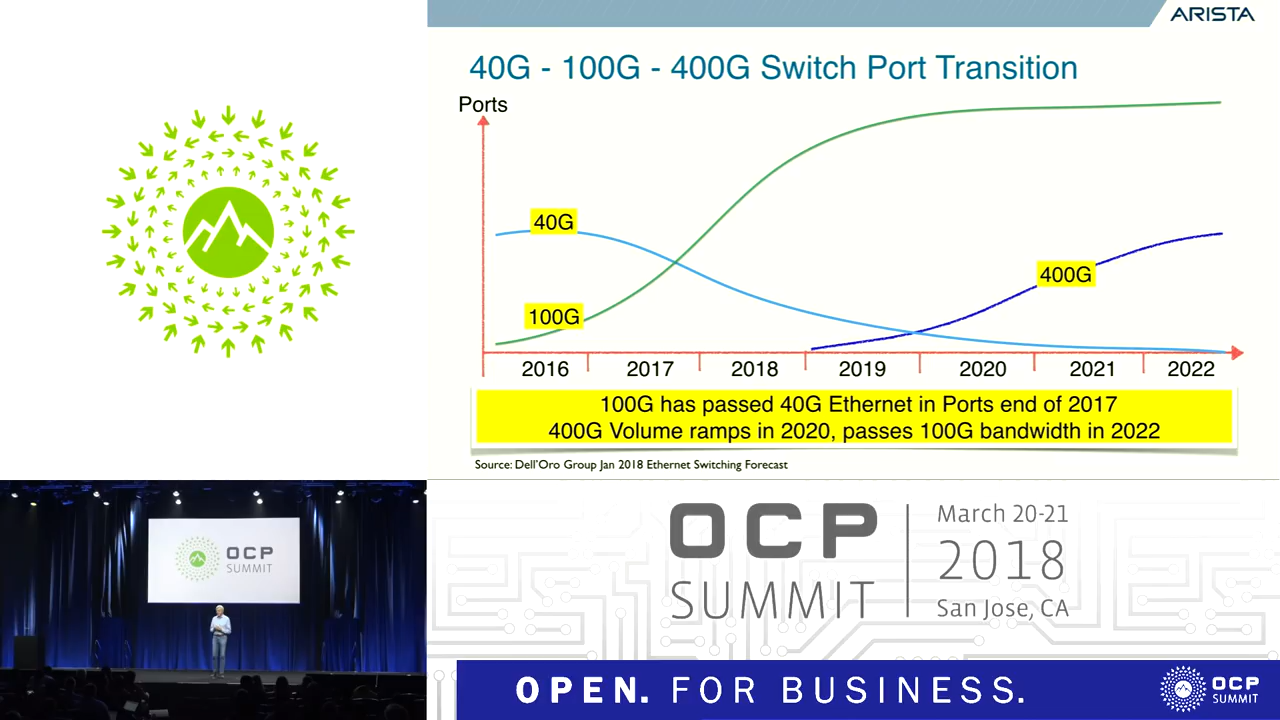 ARISTA
40G - 100G - 400G Switch Port Transition
Ports
40G
400G
100G
2016 2017 2018 2019 2020 2021 2022
100G has passed 40G Ethernet in Ports end of 2017
400G Volume ramps in 2020, passes 100G bandwidth in 2022
Source: Dell'Oro Group Jan 2018 Ethernet Switching Forecast
OCP
SUMMIT
OCP
SUMMIT
March 20-21
2018
San Jose, CA
OPEN. FOR BUSINESS.
OCP
SUMMIT